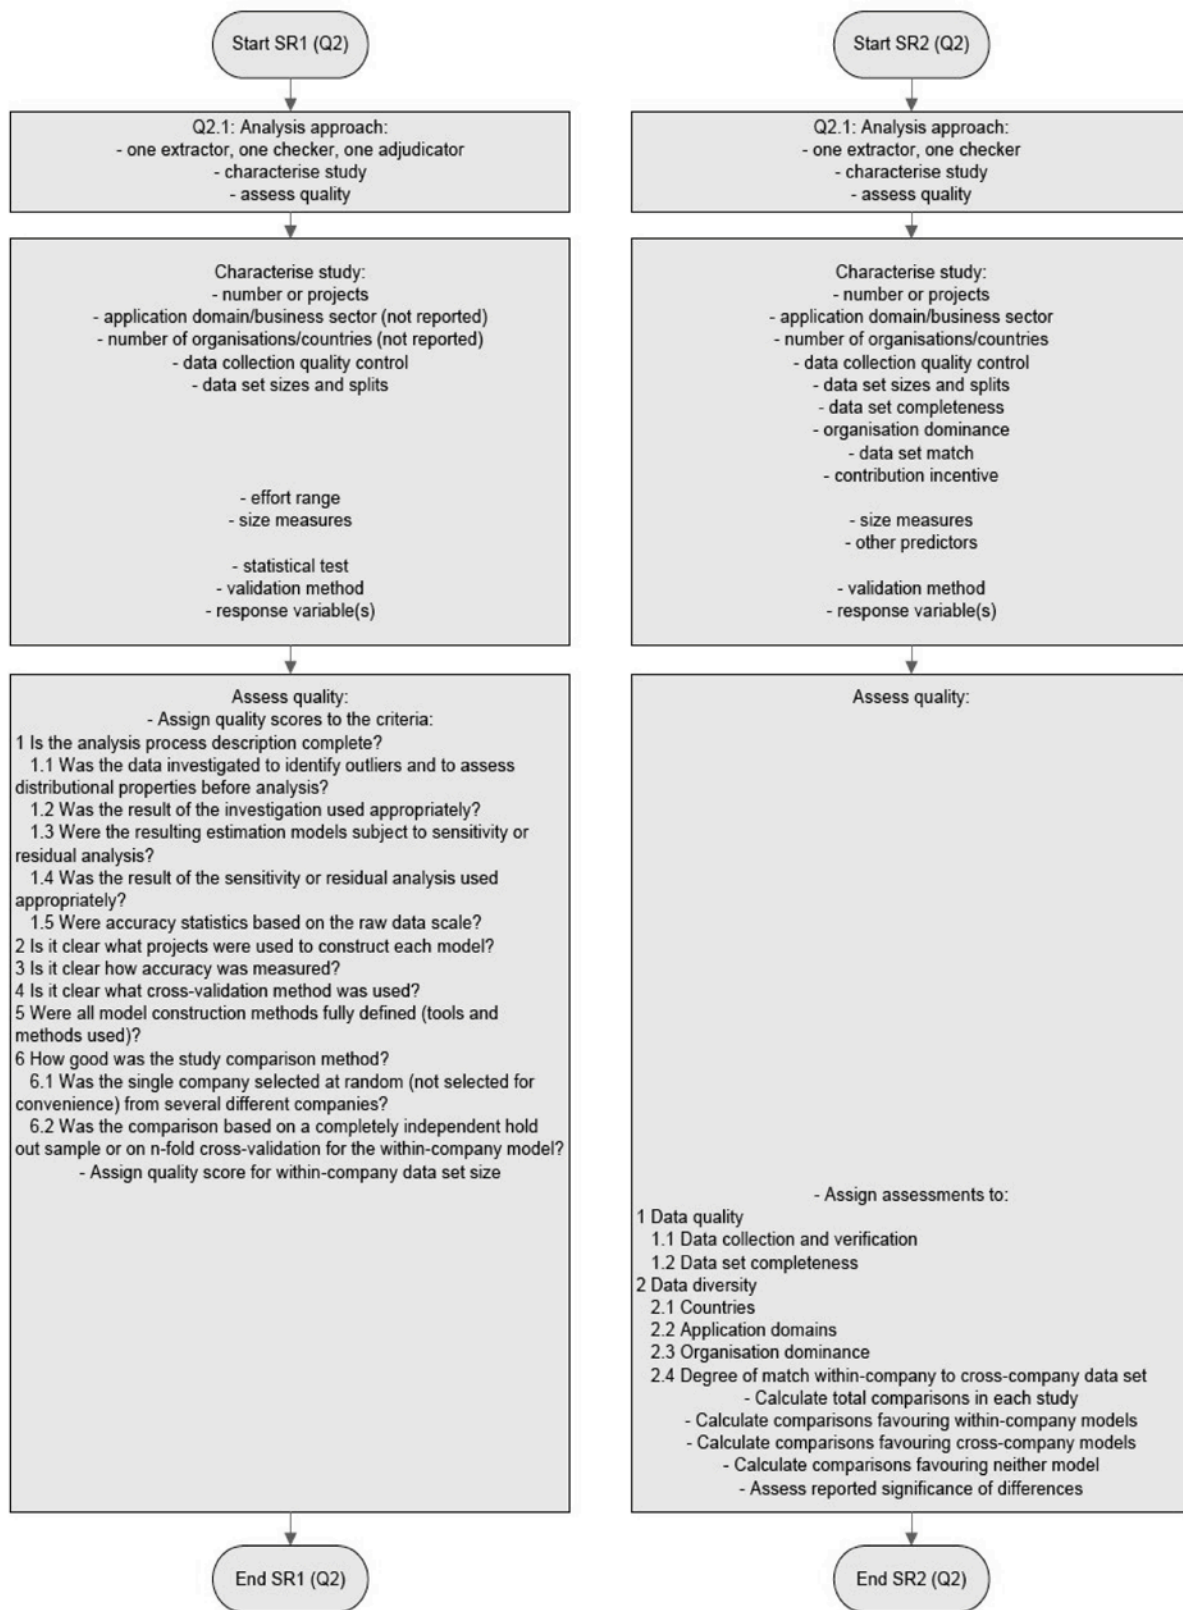 Start SR1 (Q2)
Q2.1: Analysis approach:
- one extractor, one checker, one adjudicator
- characterise study
- assess quality
Characterise study:
- number or projects
- application domain/business sector (not reported)
- number of organisations/countries (not reported)
- data collection quality control
- data set sizes and splits
- effort range
- size measures
- statistical test
- validation method
- response variable(s)
Assess quality:
- Assign quality scores to the criteria:
1 Is the analysis process description complete?
1.1 Was the data investigated to identify outliers and to assess
distributional properties before analysis?
1.2 Was the result of the investigation used appropriately?
1.3 Were the resulting estimation models subject to sensitivity or
residual analysis?
1.4 Was the result of the sensitivity or residual analysis used
appropriately?
1.5 Were accuracy statistics based on the raw data scale?
2 Is it clear what projects were used to construct each model?
3 Is it clear how accuracy was measured?
4 Is it clear what cross-validation method was used?
5 Were all model construction methods fully defined (tools and
methods used)?
6 How good was the study comparison method?
6.1 Was the single company selected at random (not selected for
convenience) from several different companies?
6.2 Was the comparison based on a completely independent hold
out sample or on n-fold cross-validation for the within-company model?
- Assign quality score for within-company data set size
End SR1 (Q2)
Start SR2 (Q2)
Q2.1: Analysis approach:
- one extractor, one checker
- characterise study
- assess quality
Characterise study:
- number or projects
- application domain/business sector
- number of organisations/countries
- data collection quality control
- data set sizes and splits
- data set completeness
- organisation dominance
- data set match
- contribution incentive
- size measures
- other predictors
- validation method
- response variable(s)
Assess quality:
- Assign assessments to:
1 Data quality
1.1 Data collection and verification
1.2 Data set completeness
2 Data diversity
2.1 Countries
2.2 Application domains
2.3 Organisation dominance
2.4 Degree of match within-company to cross-company data set
- Calculate total comparisons in each study
- Calculate comparisons favouring within-company models
- Calculate comparisons favouring cross-company models
- Calculate comparisons favouring neither model
- Assess reported significance of differences
End SR2 (Q2)